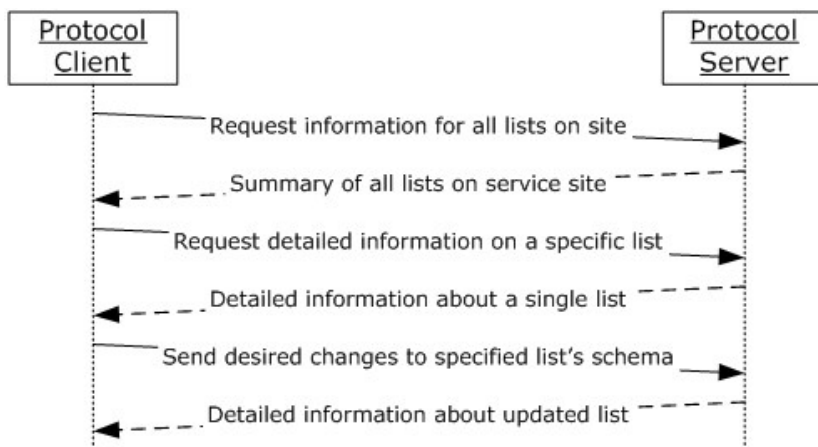 Protocol
Client
Protocol
Server
Request information for all lists on site
Summary of all lists on service site
Request detailed information on a specific list
Detailed information about a single list
Send desired changes to specified list's schema
Detailed information about updated list